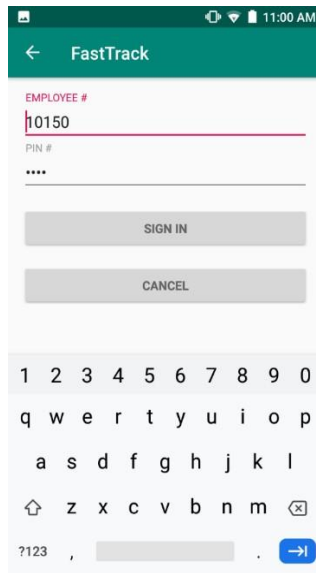 11:00 AM
FastTrack
EMPLOYEE #
10150
PIN #
••••
SIGN IN
CANCEL
1 2 3 4 5 6 7 8 9 0
q w e r t y u i o p
a s d f g h j k l
z x c v b n m
?123 , .